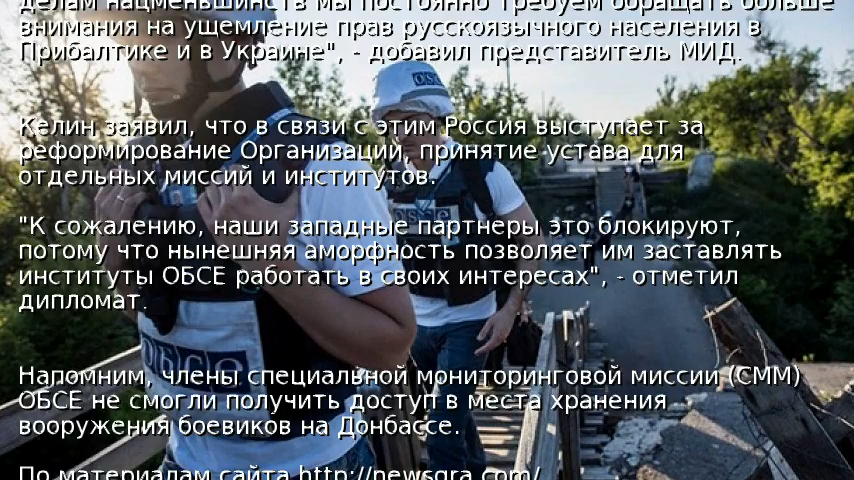 делам нацменьшинств мы постоянно требуем обращать больше
внимания на ущемление прав русскоязычного населения в
Прибалтике и в Украине", - добавил представитель МИД.
OSCE
Келин заявил, что в связи с этим Россия выступает за
реформирование Организации, принятие устава для
отдельных миссий и институтов.
OSCE
"К сожалению, наши западные партнеры это блокируют,
потому что нынешняя аморфность позволяет им заставлять
институты ОБСЕ работать в своих интересах", - отметил
дипломат.
OSCE
Напомним, члены специальной мониторинговой миссии (СММ)
ОБСЕ не смогли получить доступ в места хранения
вооружения боевиков на Донбассе.
По материалам сайта http://newsgra.com/